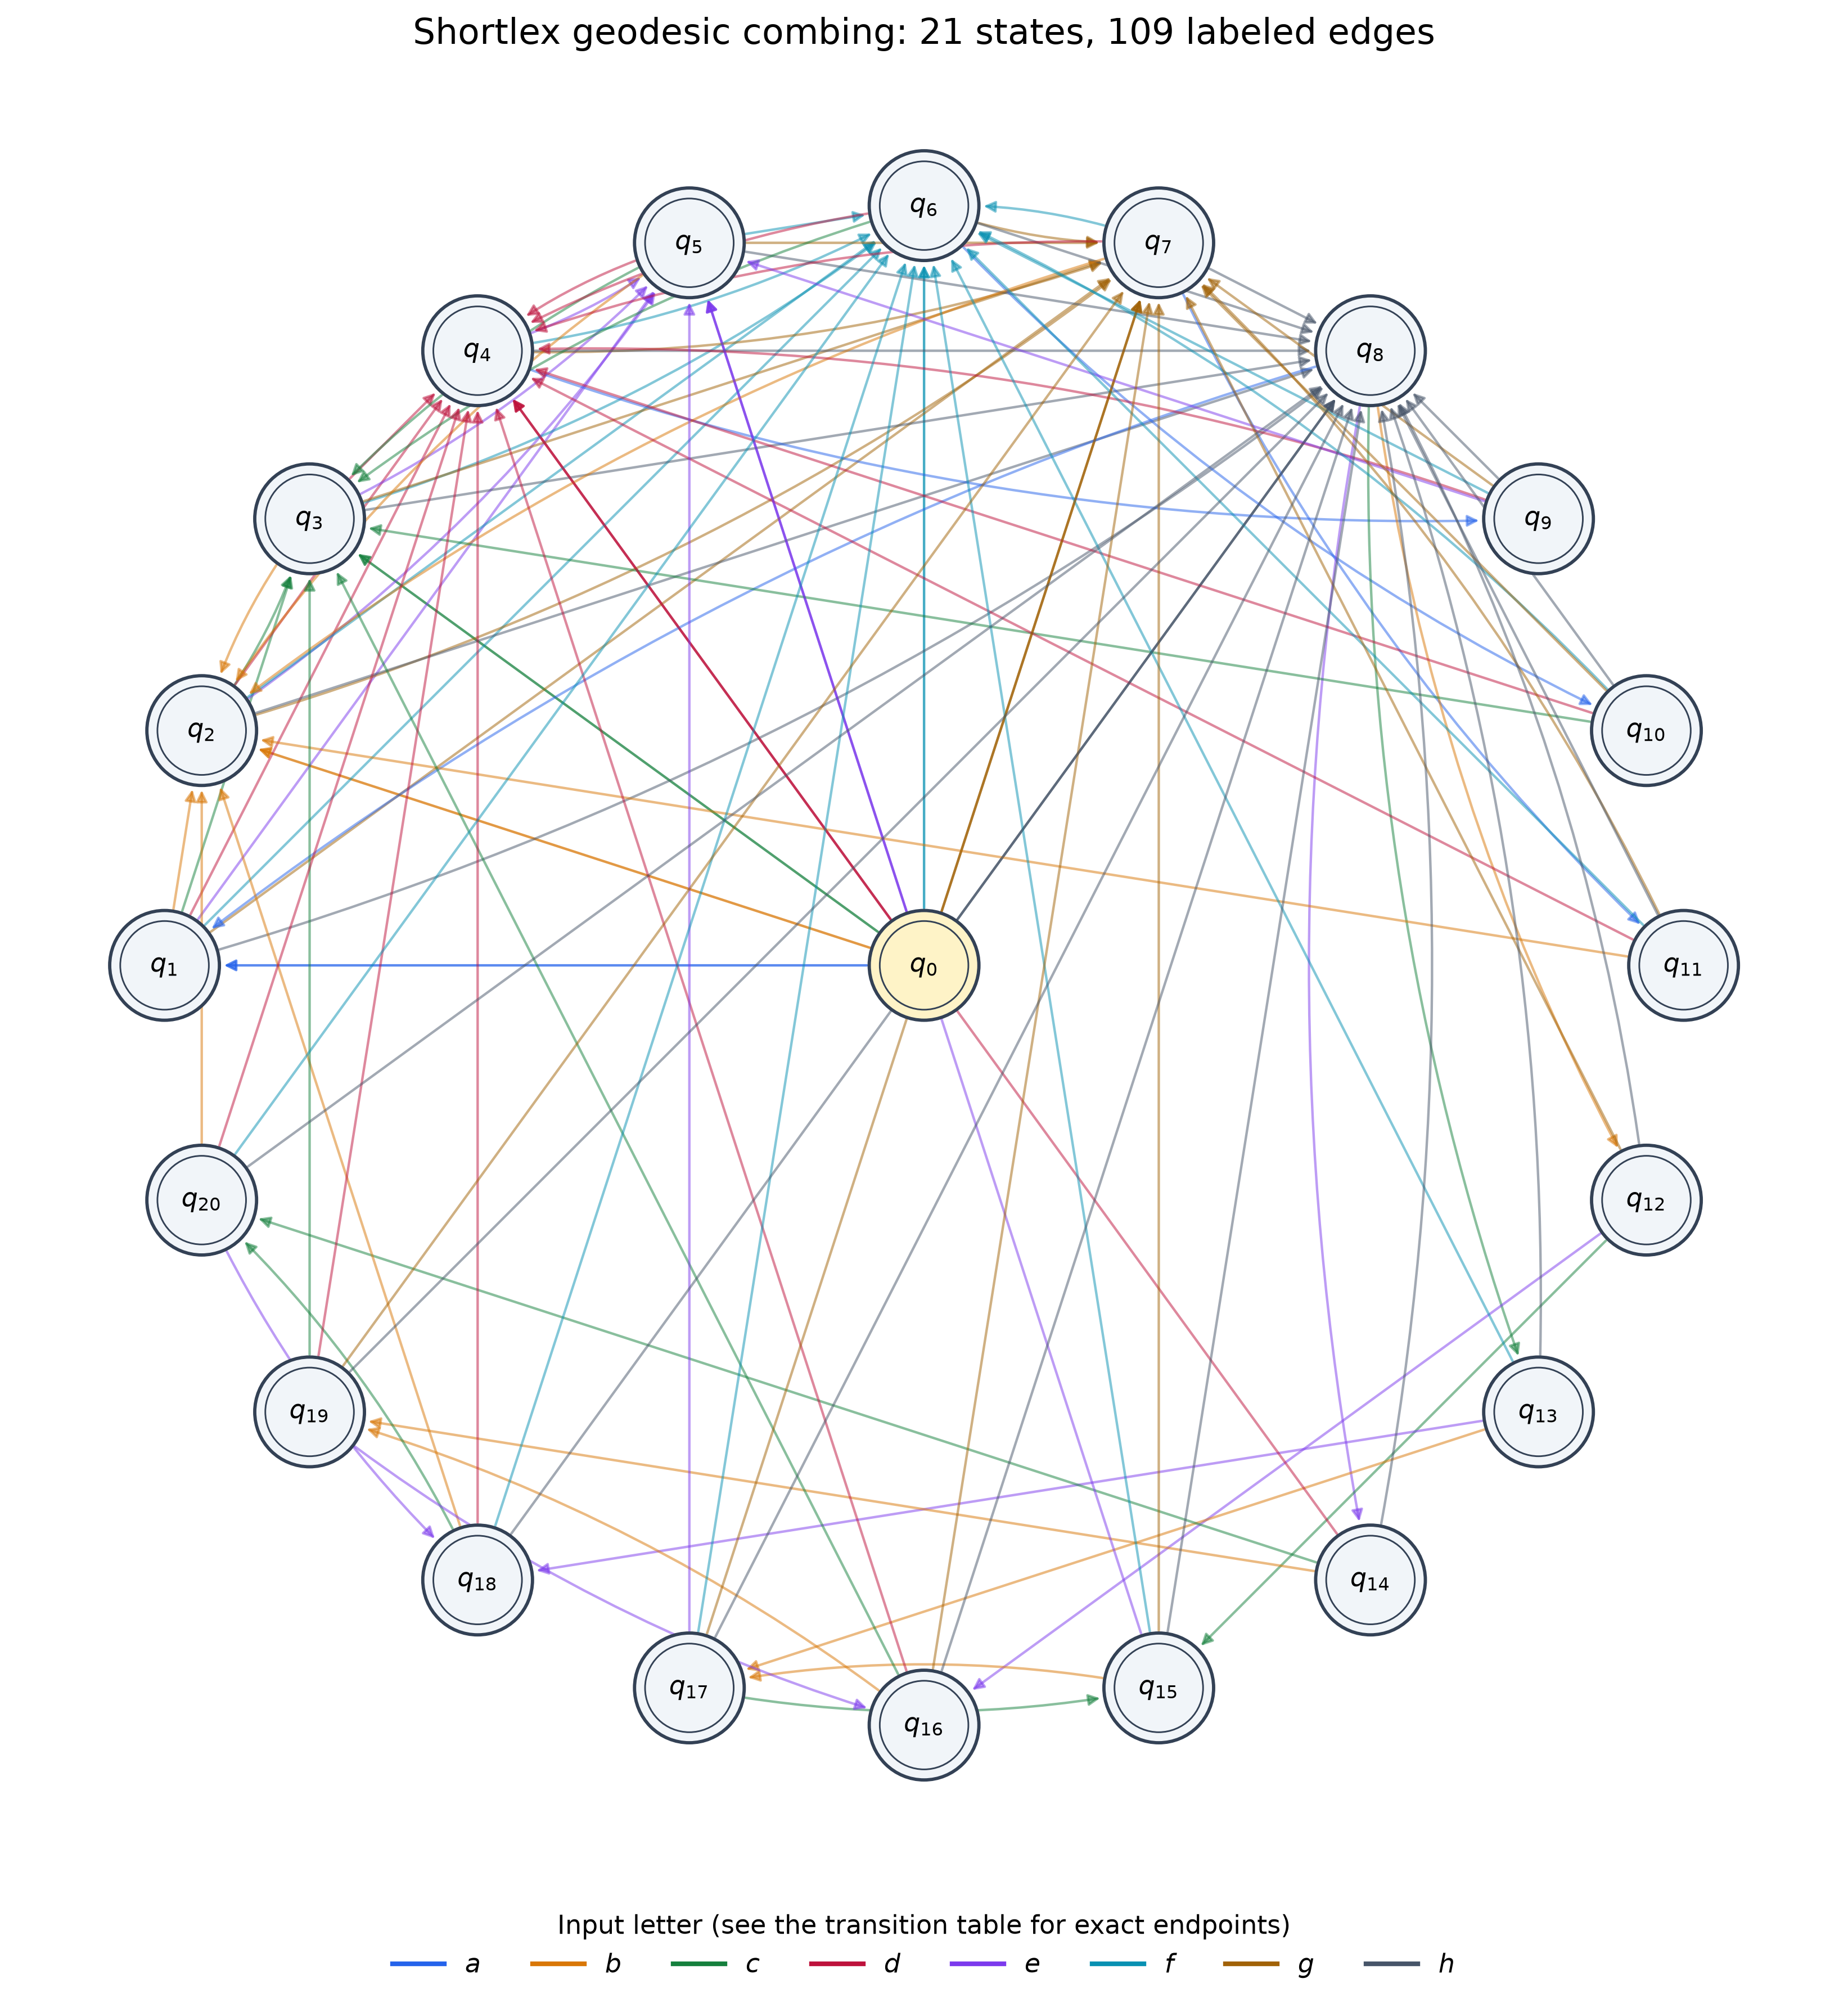 Shortlex geodesic combing: 21 states, 109 labeled edges
q6
q5
q7
q4
q8
q3
q9
q2
q10
q1
q0
q11
q20
q12
q19
q13
q18
q14
q17
q15
q16
Input letter (see the transition table for exact endpoints)
a b c d e f g h